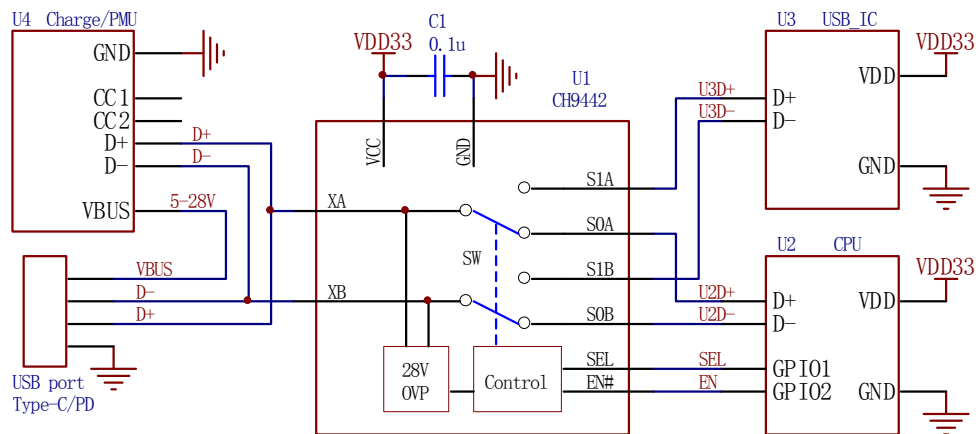 U4 Charge/PMU
GND
CC1
CC2
D+
D-
VBUS
D+
D-
5-28V
VBUS
D-
D+
USB port
Type-C/PD
VDD33
C1
0.1u
U1
CH9442
VCC
GND
XA
XB
SW
S1A
S0A
S1B
S0B
SEL
EN#
28V
OVP
Control
U3D+
U3D-
U2D+
U2D-
SEL
EN
U3 USB_IC
VDD33
VDD
D+
D-
GND
U2 CPU
VDD33
D+
D-
VDD
GPIO1
GPIO2
GND